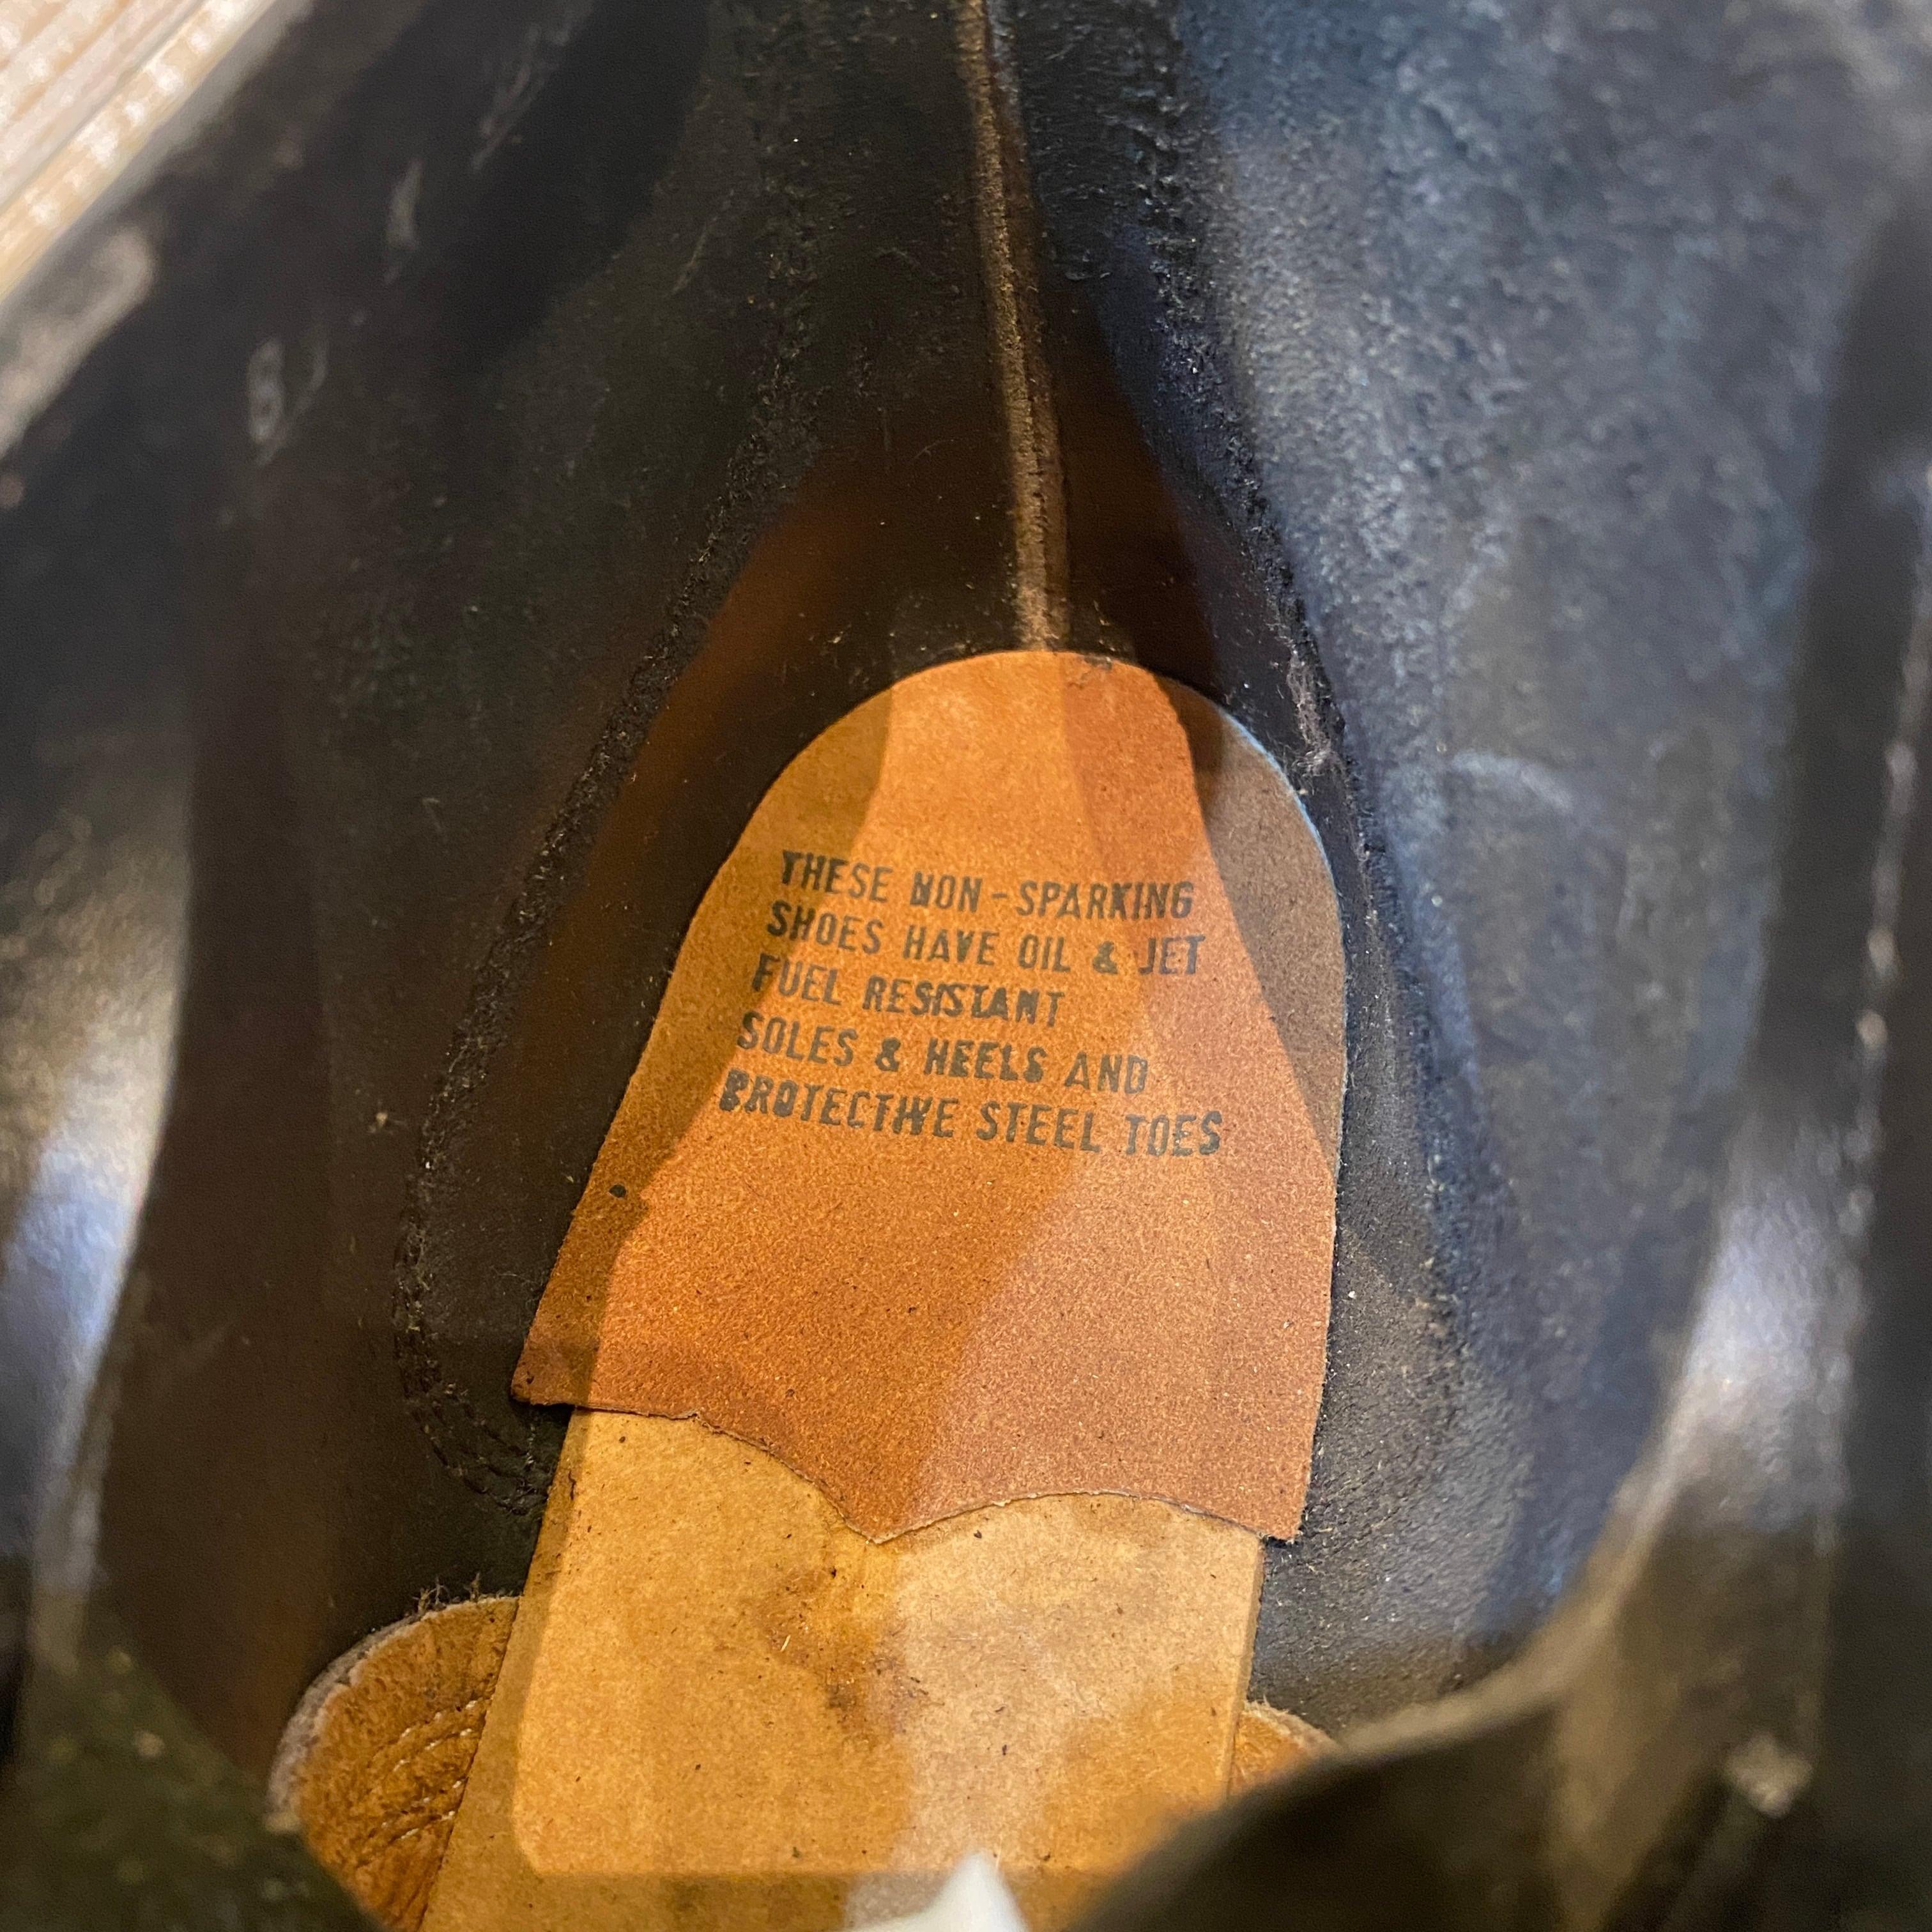 THESE NON-SPARKING
SHOES HAVE OIL & JET
FUEL RESISTANT
SOLES & HEELS AND
PROTECTIVE STEEL TOES